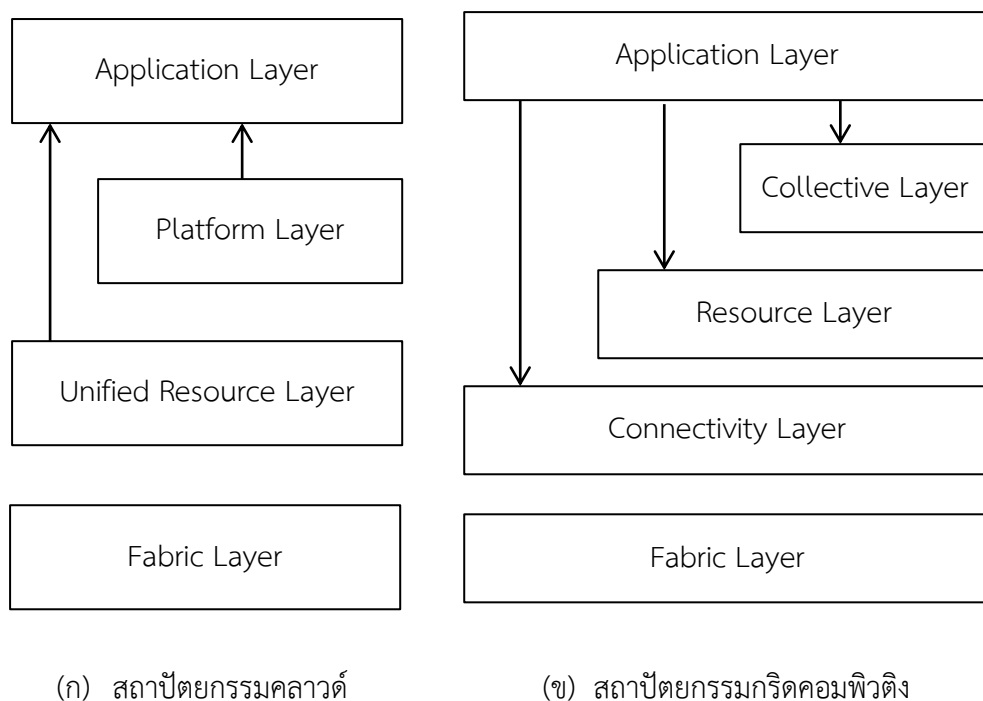 Application Layer
Platform Layer
Unified Resource Layer
Fabric Layer
(ก) สถาปัตยกรรมคลาวด์
Application Layer
Collective Layer
Resource Layer
Connectivity Layer
Fabric Layer
(ข) สถาปัตยกรรมกริดคอมพิวติง